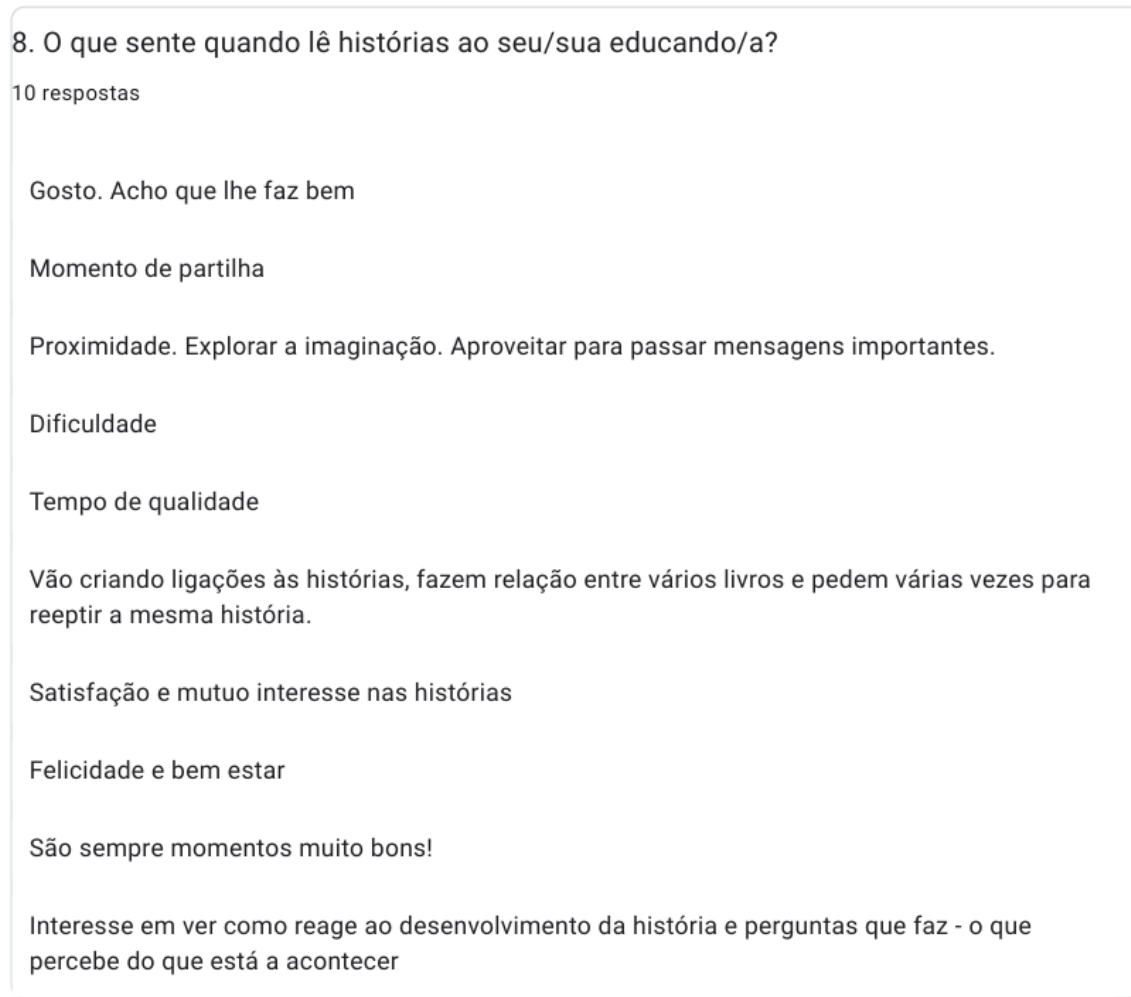 8. O que sente quando lê histórias ao seu/sua educando/a?
10 respostas
Gosto. Acho que lhe faz bem
Momento de partilha
Proximidade. Explorar a imaginação. Aproveitar para passar mensagens importantes.
Dificuldade
Tempo de qualidade
Vão criando ligações às histórias, fazem relação entre vários livros e pedem várias vezes para
reeptir a mesma história.
Satisfação e mutuo interesse nas histórias
Felicidade e bem estar
São sempre momentos muito bons!
Interesse em ver como reage ao desenvolvimento da história e perguntas que faz - o que
percebe do que está a acontecer